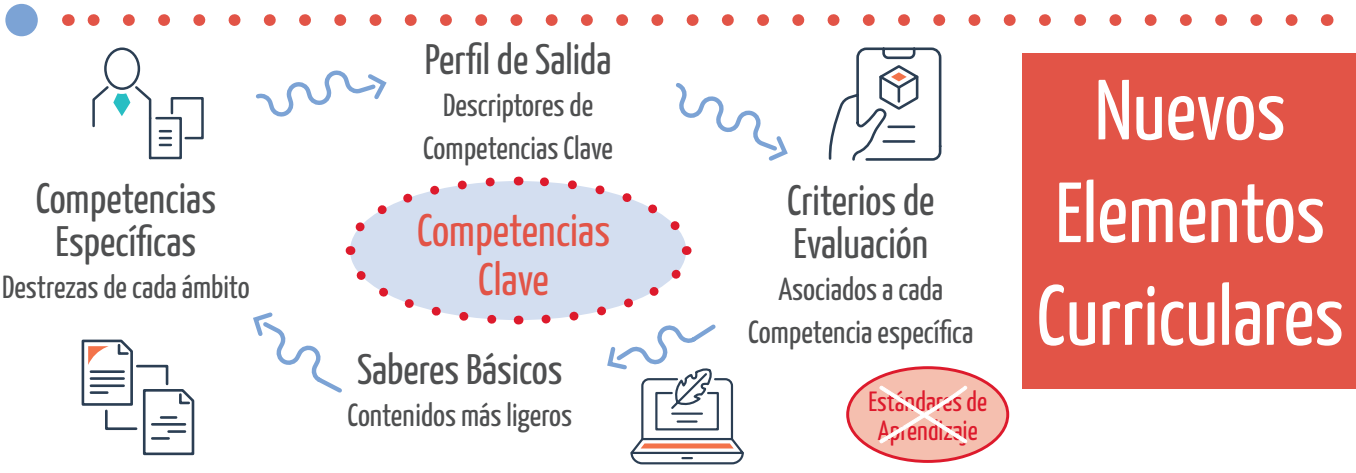 Perfil de Salida
Descriptores de
Competencias Clave
Competencias
Específicas
Destrezas de cada ámbito
Competencias
Clave
Criterios de
Evaluación
Asociados a cada
Competencia específica
Saberes Básicos
Contenidos más ligeros
Estándares de
Aprendizaje
Nuevos
Elementos
Curriculares